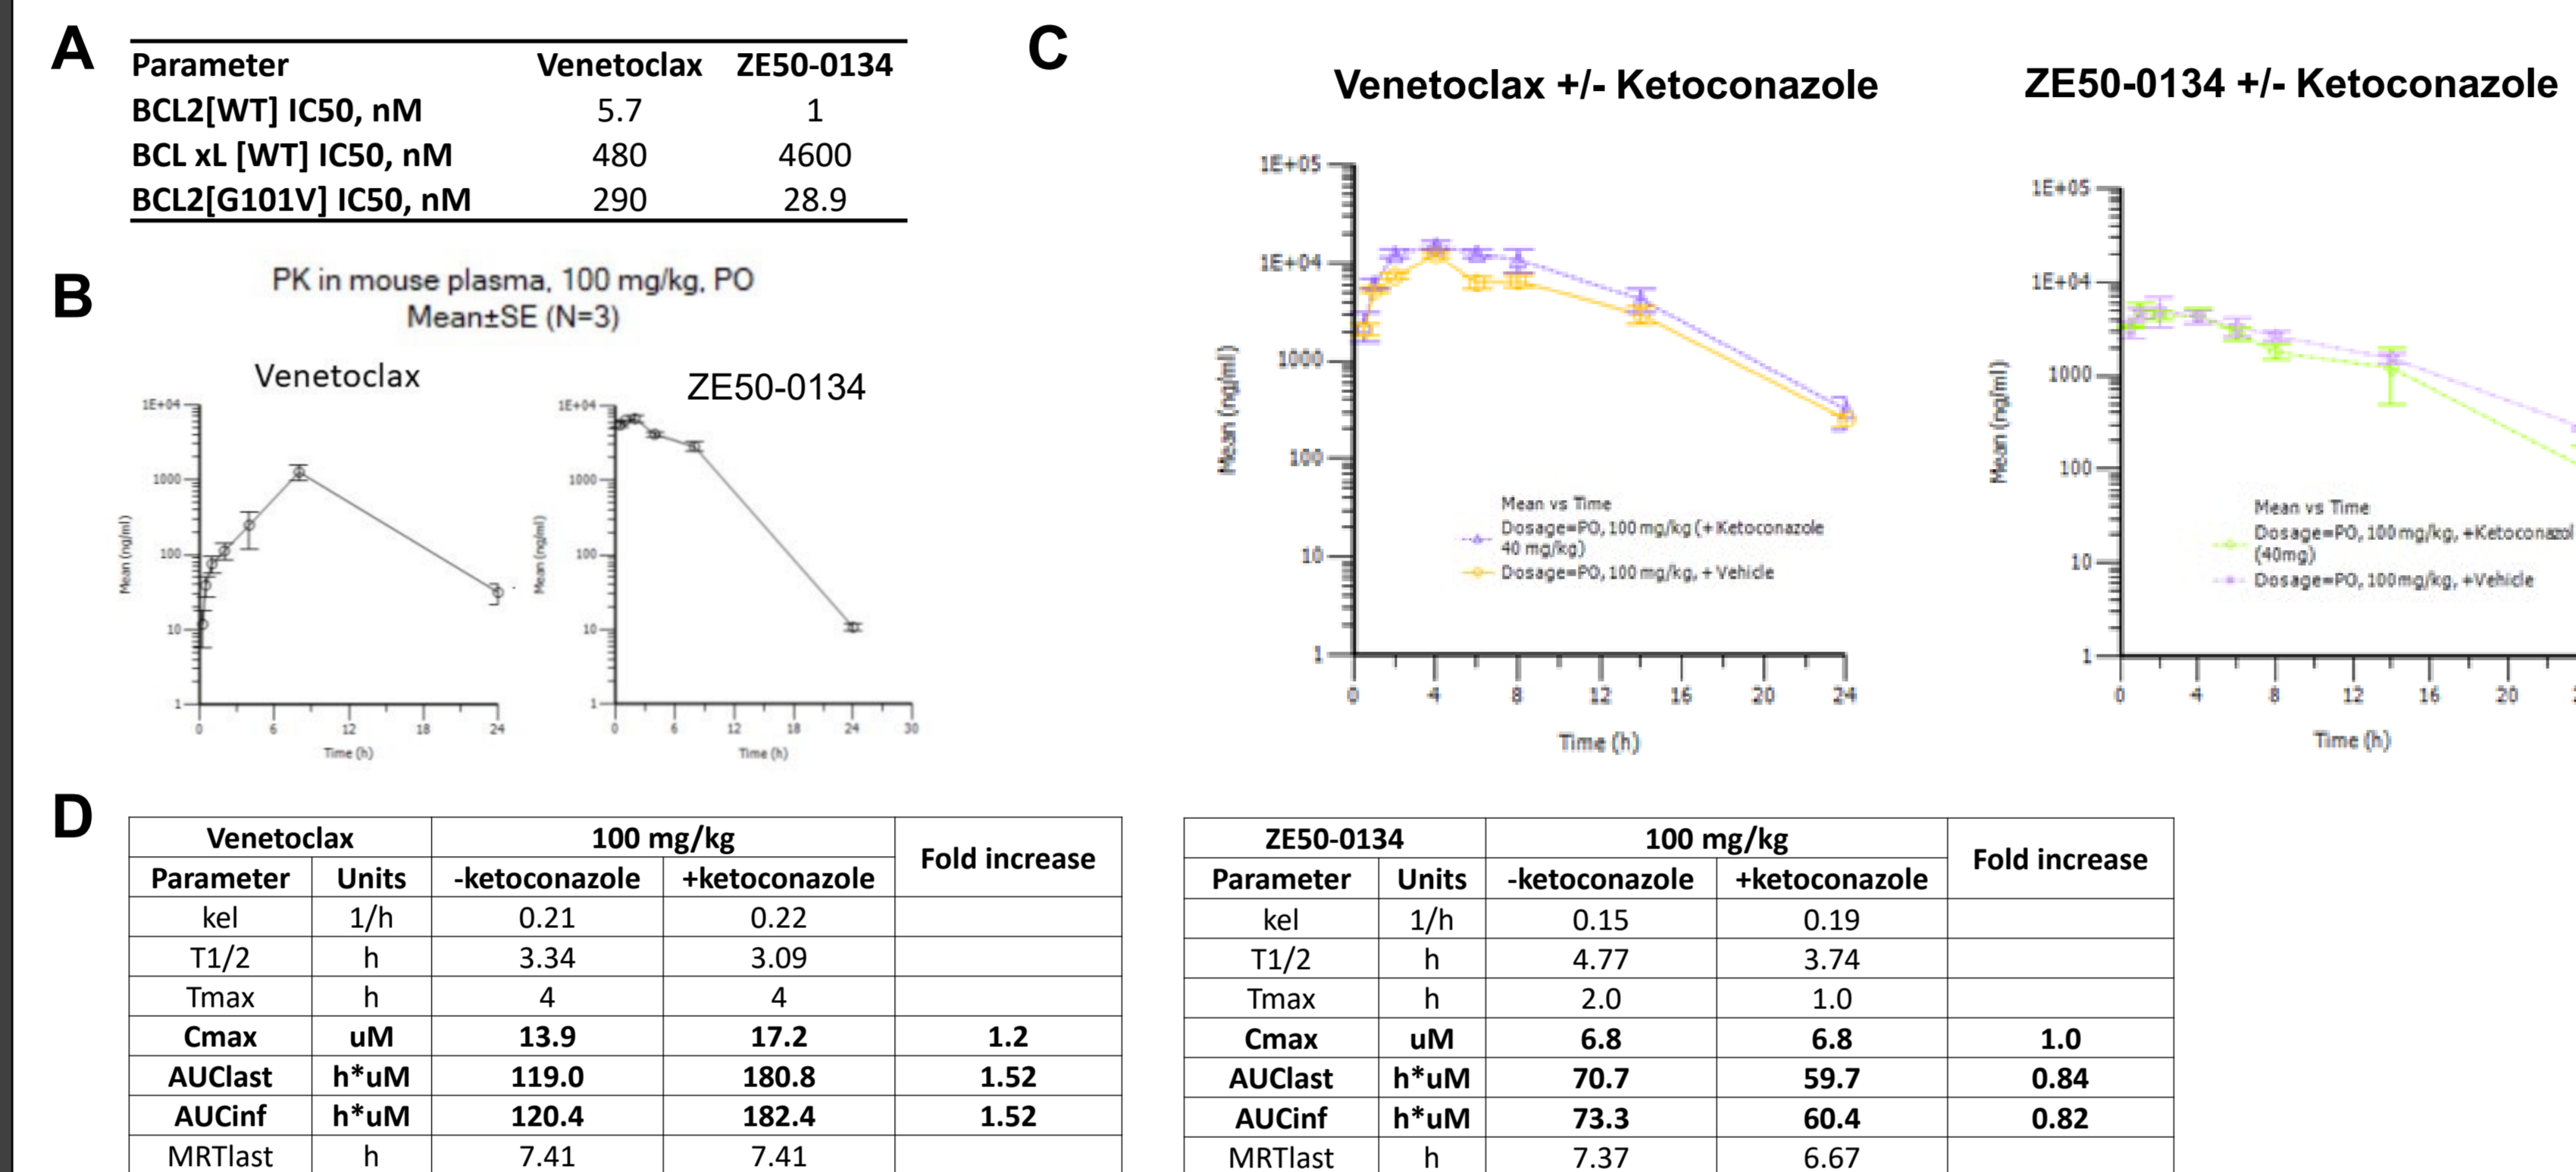 A
Parameter Venetoclax ZE50-0134
BCL2[WT] IC50, nM 5.7 1
BCL xL [WT] IC50, nM 480 4600
BCL2[G101V] IC50, nM 290 28.9
B
PK in mouse plasma, 100 mg/kg, PO
Mean±SE (N=3)
Venetoclax
1E+04
1000
100
10
1
Mean (ng/ml)
0 6 12 18 24
Time (h)
ZE50-0134
1E+04
1000
100
10
1
Mean (ng/ml)
0 6 12 18 24 30
Time (h)
C
Venetoclax +/- Ketoconazole
1E+05
1E+04
1000
100
10
1
Mean (ng/ml)
Mean vs Time
Dosage=PO, 100 mg/kg (+Ketoconazole
40 mg/kg)
Dosage=PO, 100 mg/kg, + Vehicle
0 4 8 12 16 20 24
Time (h)
ZE50-0134 +/- Ketoconazole
1E+05
1E+04
1000
100
10
1
Mean (ng/ml)
Mean vs Time
Dosage=PO, 100mg/kg, +Ketoconazol
(40mg)
Dosage=PO, 100mg/kg, +Vehicle
0 4 8 12 16 20
Time (h)
D
Venetoclax 100 mg/kg Fold increase
Parameter Units -ketoconazole +ketoconazole
kel 1/h 0.21 0.22
T1/2 h 3.34 3.09
Tmax h 4 4
Cmax uM 13.9 17.2 1.2
AUClast h*uM 119.0 180.8 1.52
AUCinf h*uM 120.4 182.4 1.52
MRTlast h 7.41 7.41
ZE50-0134 100 mg/kg Fold increase
Parameter Units -ketoconazole +ketoconazole
kel 1/h 0.15 0.19
T1/2 h 4.77 3.74
Tmax h 2.0 1.0
Cmax uM 6.8 6.8 1.0
AUClast h*uM 70.7 59.7 0.84
AUCinf h*uM 73.3 60.4 0.82
MRTlast h 7.37 6.67